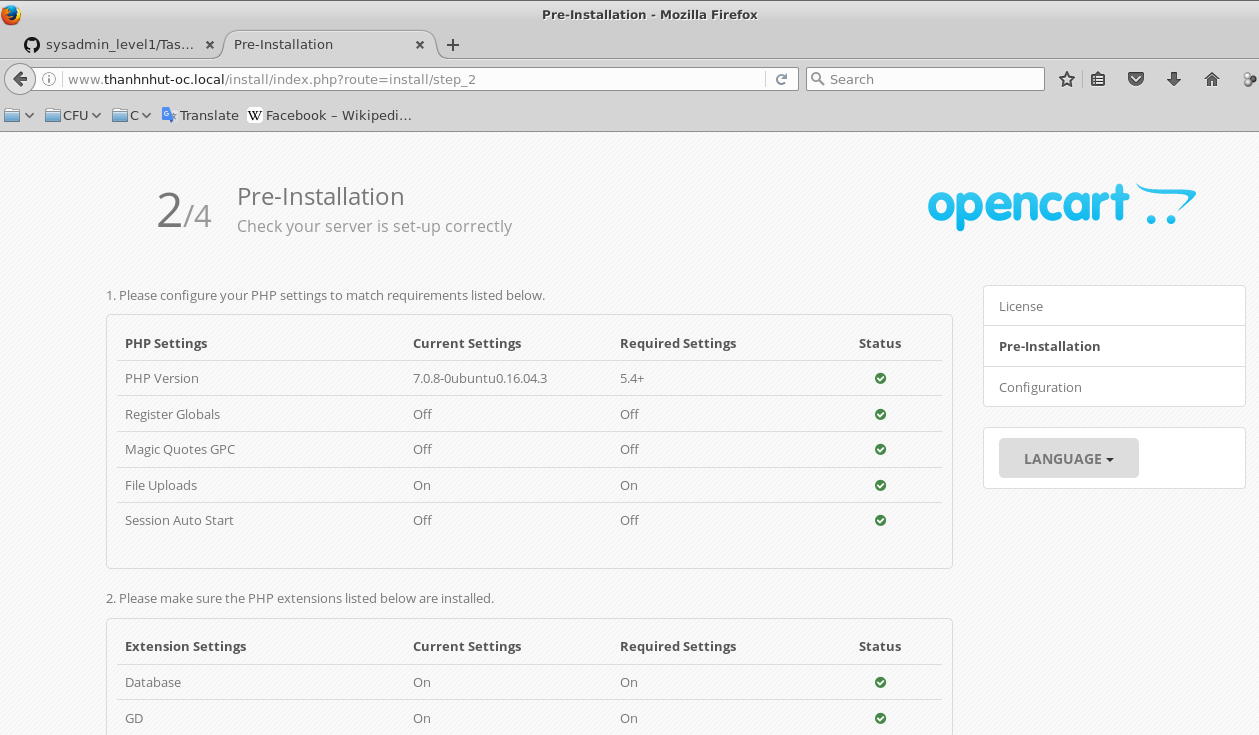 Pre-Installation - Mozilla Firefox
sysadmin_level1/Tas... × Pre-Installation × +
www.thanhnhut-oc.local/install/index.php?route=install/step_2 Search
CFU C Translate W Facebook – Wikipedi...
2/4 Pre-Installation
Check your server is set-up correctly
opencart
1. Please configure your PHP settings to match requirements listed below.
PHP Settings Current Settings Required Settings Status
PHP Version 7.0.8-0ubuntu0.16.04.3 5.4+
Register Globals Off Off
Magic Quotes GPC Off Off
File Uploads On On
Session Auto Start Off Off
License
Pre-Installation
Configuration
LANGUAGE
2. Please make sure the PHP extensions listed below are installed.
Extension Settings Current Settings Required Settings Status
Database On On
GD On On